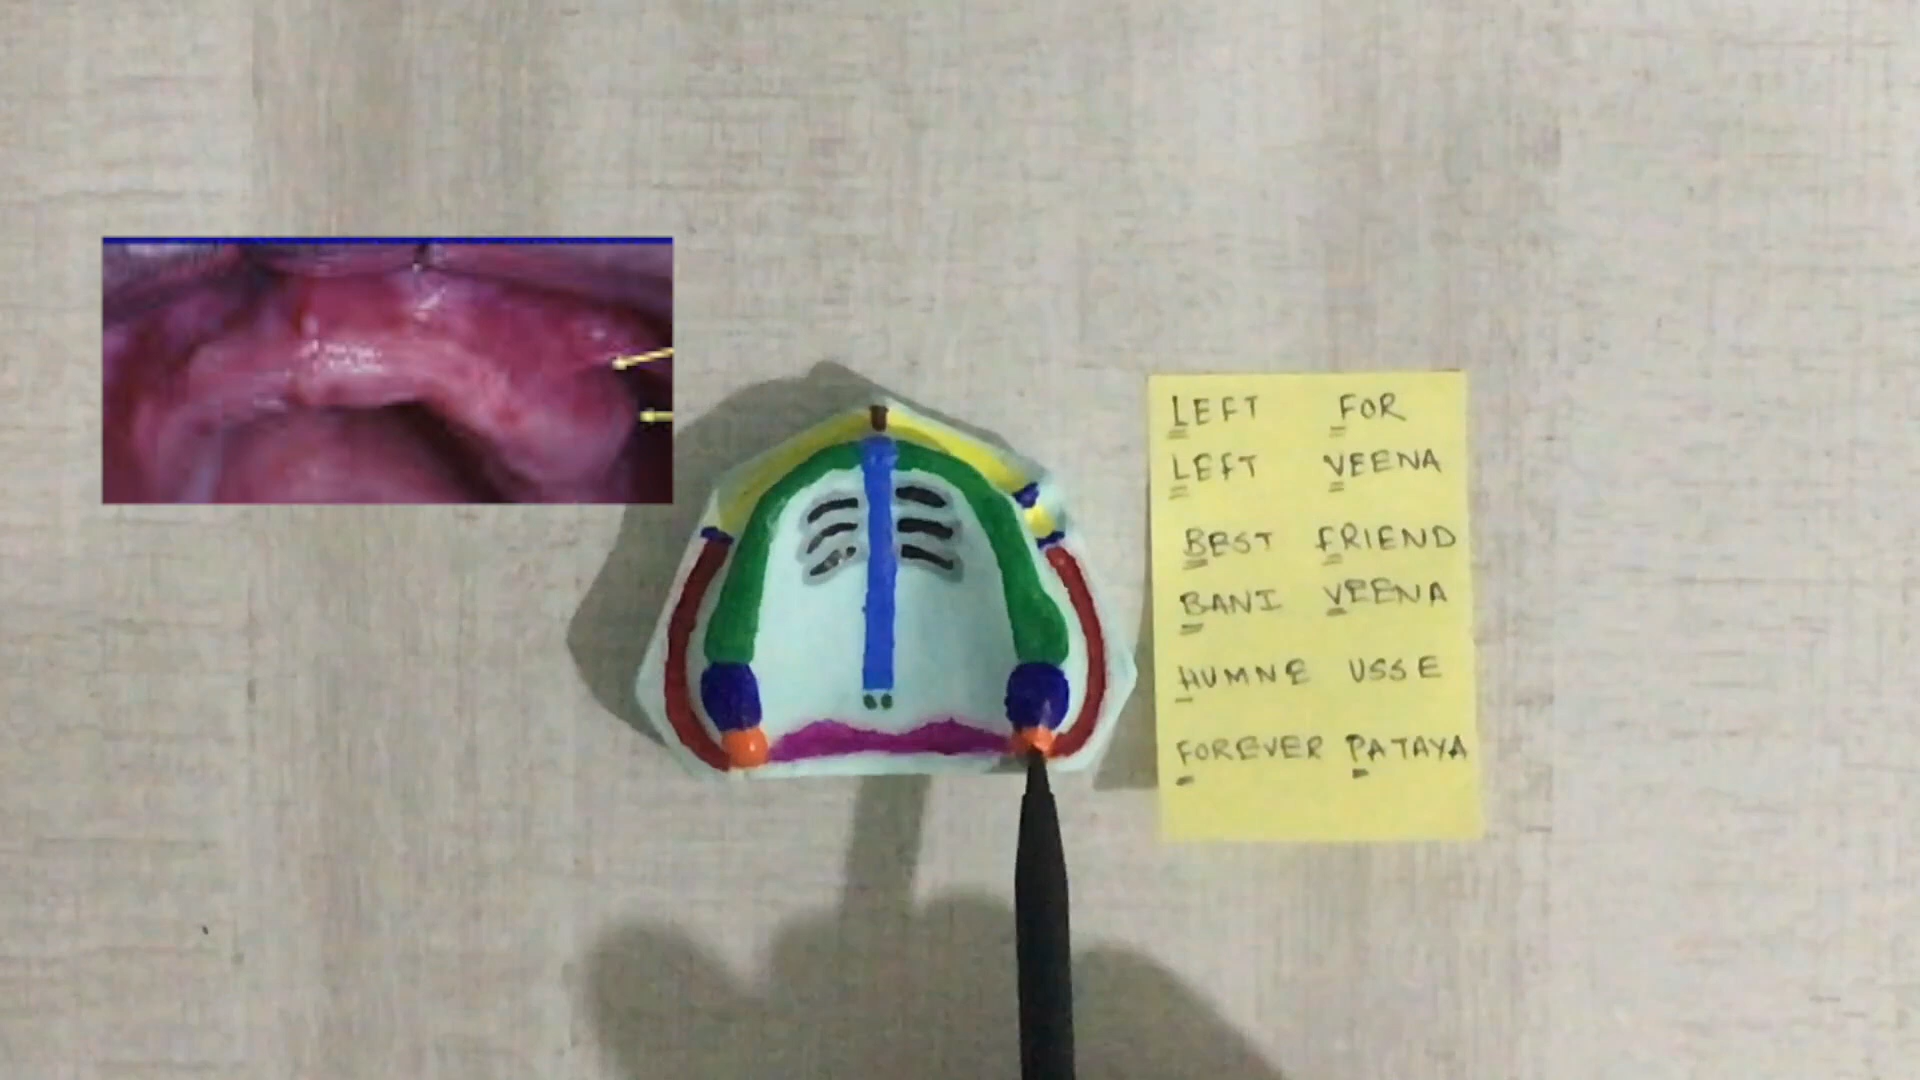 LEFT FOR
LEFT VEENA
BEST FRIEND
BANI VEENA
HUMNE USSE
FOREVER PATAYA